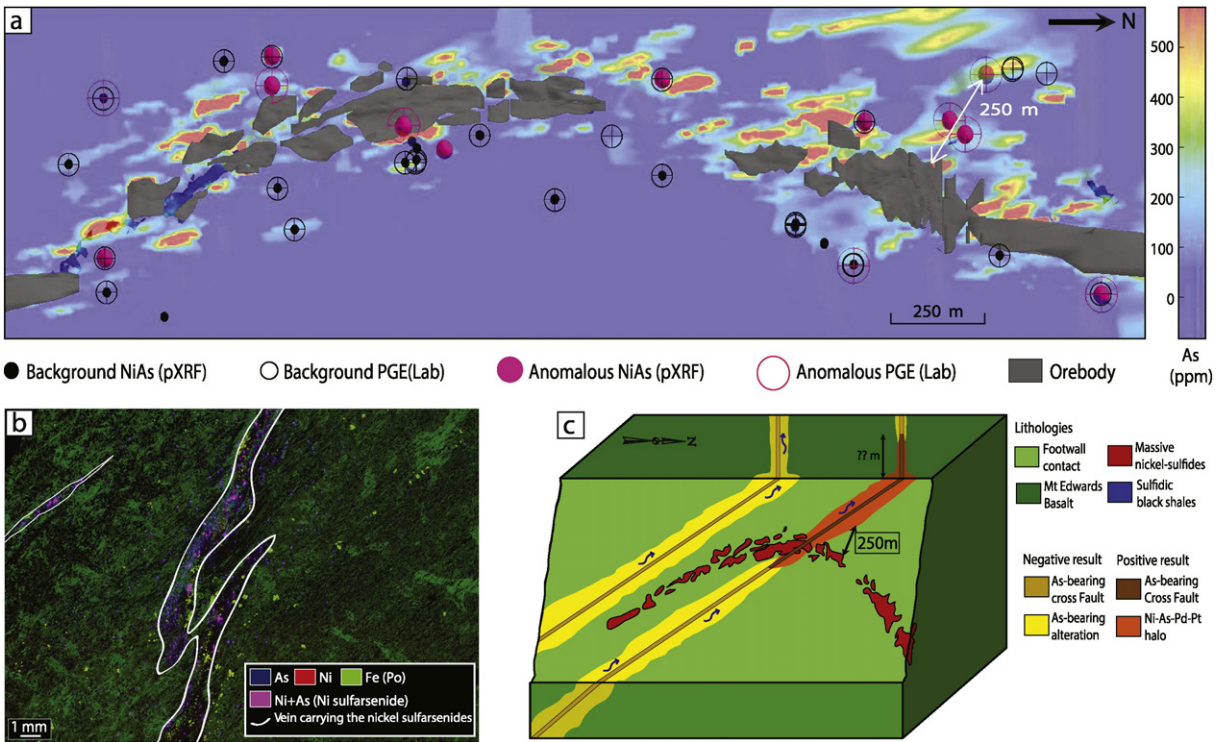 a
N
250 m
250 m
500
400
300
200
100
0
As
(ppm)
Background NiAs (pXRF)
Background PGE(Lab)
Anomalous NiAs (pXRF)
Anomalous PGE (Lab)
Orebody
b
As
Ni
Fe (Po)
Ni+As (Ni sulfarsenide)
Vein carrying the nickel sulfarsenides
1 mm
c
N
?? m
250m
Lithologies
Footwall
contact
Massive
nickel-sulfides
Mt Edwards
Basalt
Sulfidic
black shales
Negative result
Positive result
As-bearing
cross Fault
As-bearing
Cross Fault
As-bearing
alteration
Ni-As-Pd-Pt
halo